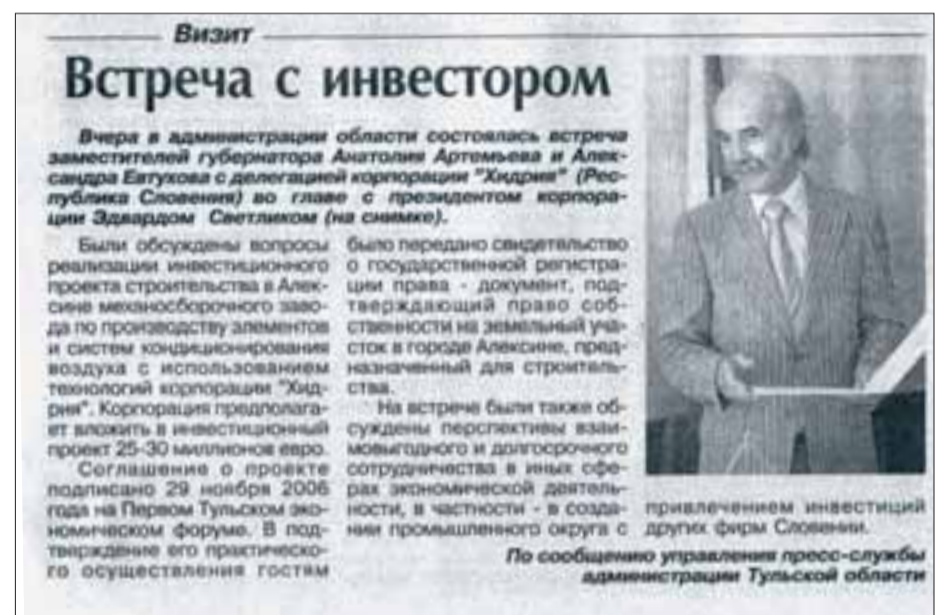 Визит
Встреча с инвестором
Вчера в администрации области состоялась встреча
заместителей губернатора Анатолия Артемьева и Алек-
сандра Евтухова с делегацией корпорации "Хидрия" (Рес-
публика Словения) во главе с президентом корпора-
ции Эдвардом Светликом (на снимке).
Были обсуждены вопросы
реализации инвестиционного
проекта строительства в Алек-
сине механосборочного заво-
да по производству элементов
и систем кондиционирования
воздуха с использованием
технологий корпорации "Хид-
рия". Корпорация предполага-
ет вложить в инвестиционный
проект 25-30 миллионов евро.
Соглашение о проекте
подписано 29 ноября 2006
года на Первом Тульском эко-
номическом форуме. В под-
тверждение его практическо-
го осуществления гостям
было передано свидетельство
о государственной регистра-
ции права - документ, под-
тверждающий право соб-
ственности на земельный уча-
сток в городе Алексине, пред-
назначенный для строитель-
ства.
На встрече были также об-
суждены перспективы взаи-
мовыгодного и долгосрочного
сотрудничества в иных сфе-
рах экономической деятель-
ности, в частности - в созда-
нии промышленного округа с
привлечением инвестиций
других фирм Словении.
По сообщению управления пресс-службы
администрации Тульской области